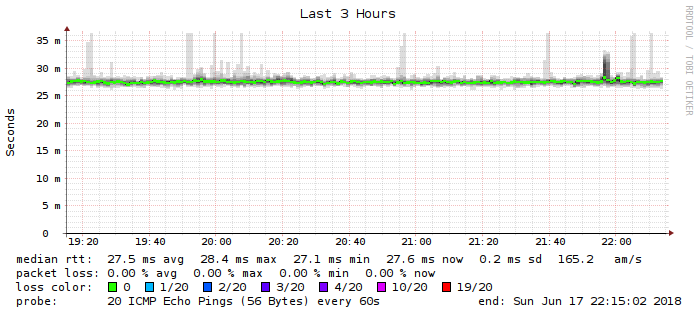 Last 3 Hours
RRDTOOL / TOBI OETIKER
Seconds
35 m
30 m
25 m
20 m
15 m
10 m
5 m
0
19:20 19:40 20:00 20:20 20:40 21:00 21:20 21:40 22:00
median rtt: 27.5 ms avg 28.4 ms max 27.1 ms min 27.6 ms now 0.2 ms sd 165.2 am/s
packet loss: 0.00 % avg 0.00 % max 0.00 % min 0.00 % now
loss color: 0 1/20 2/20 3/20 4/20 10/20 19/20
probe: 20 ICMP Echo Pings (56 Bytes) every 60s end: Sun Jun 17 22:15:02 2018